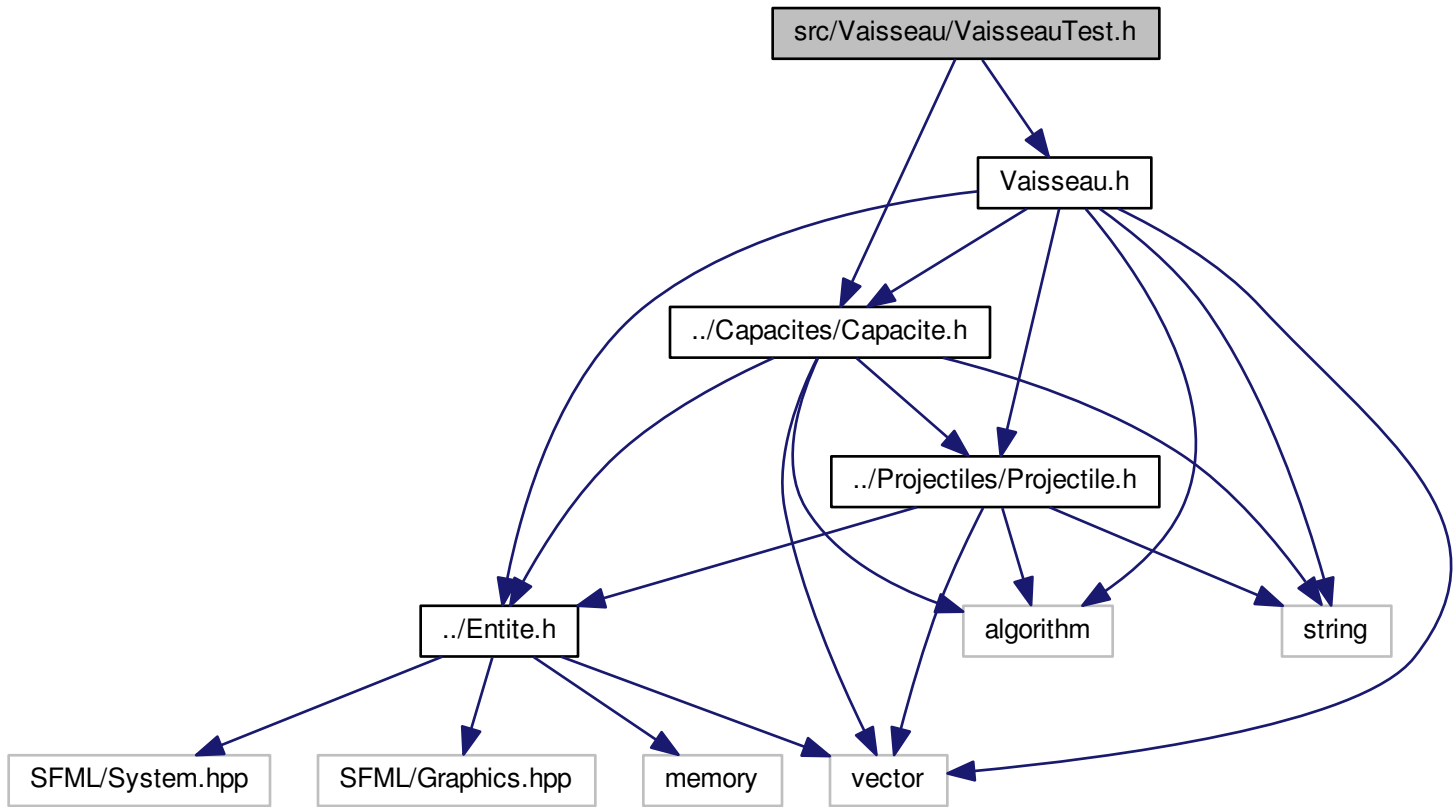 src/Vaisseau/VaisseauTest.h
Vaisseau.h
../Capacites/Capacite.h
../Projectiles/Projectile.h
../Entite.h
algorithm
string
SFML/System.hpp
SFML/Graphics.hpp
memory
vector